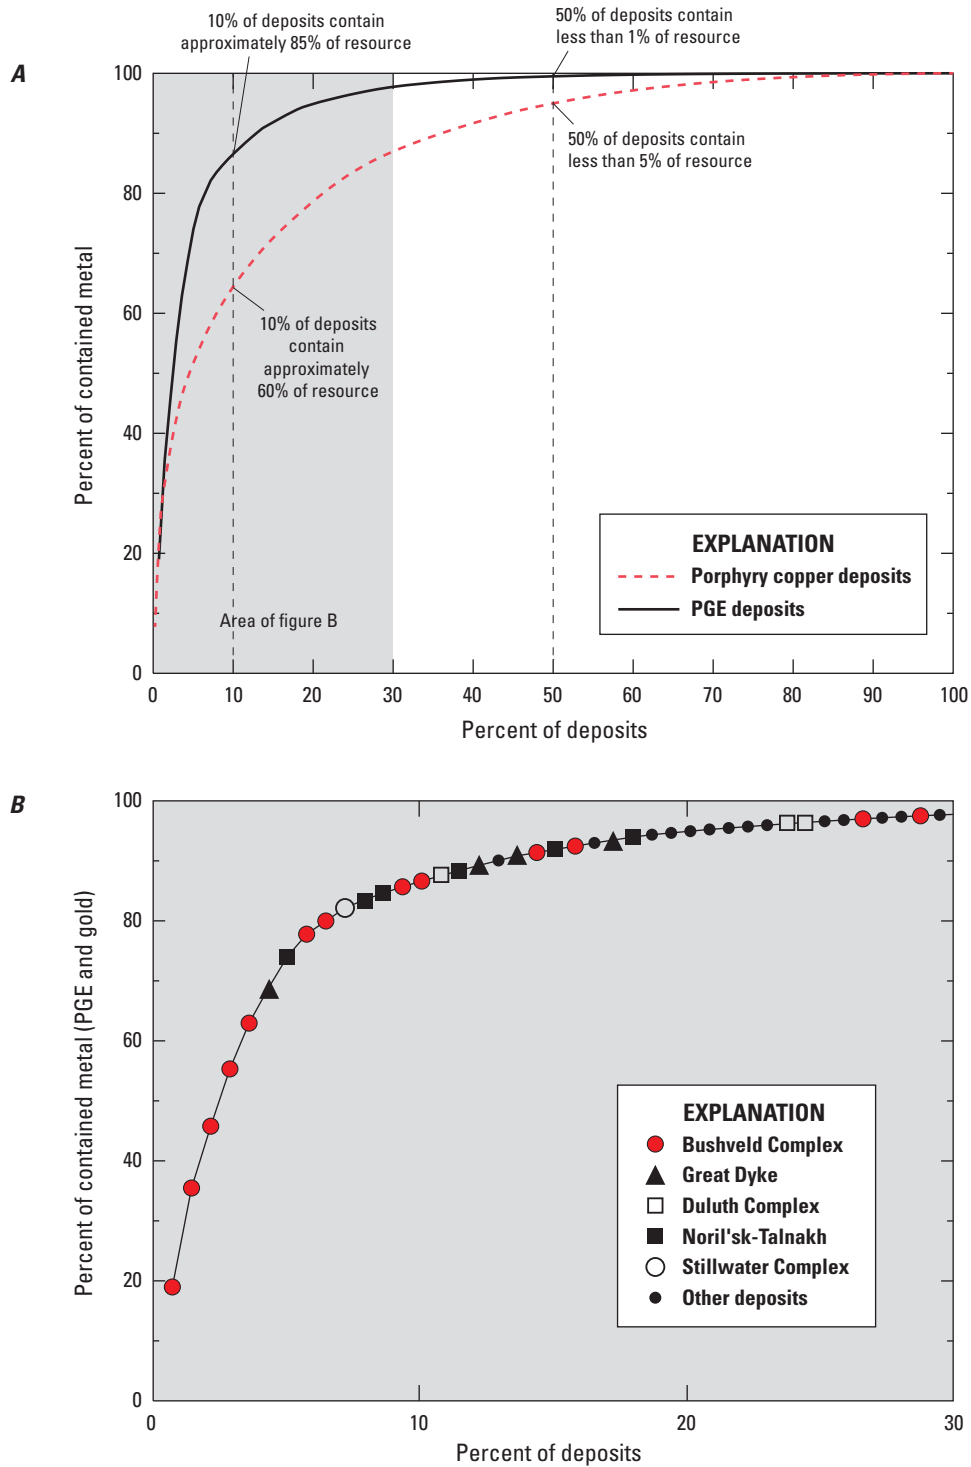 A
10% of deposits contain
approximately 85% of resource
50% of deposits contain
less than 1% of resource
100
80
60
40
20
0
Percent of contained metal
50% of deposits contain
less than 5% of resource
10% of deposits
contain
approximately
60% of resource
Area of figure B
EXPLANATION
Porphyry copper deposits
PGE deposits
0 10 20 30 40 50 60 70 80 90 100
Percent of deposits
B
100
80
60
40
20
0
Percent of contained metal (PGE and gold)
EXPLANATION
Bushveld Complex
Great Dyke
Duluth Complex
Noril'sk-Talnakh
Stillwater Complex
Other deposits
0 10 20 30
Percent of deposits